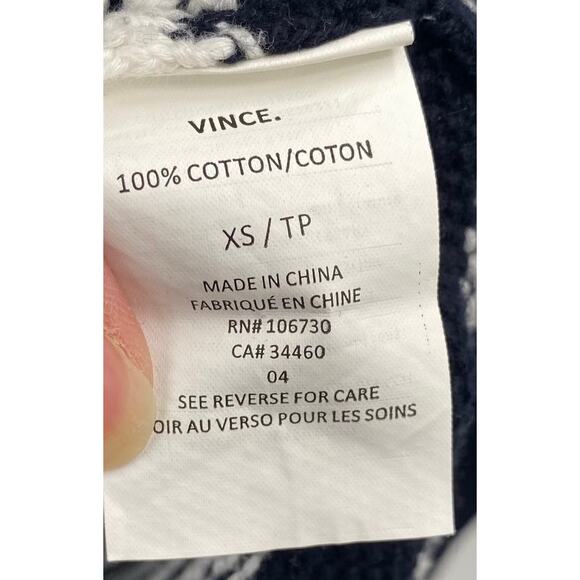 VINCE.
100% COTTON/COTON
XS / TP
MADE IN CHINA
FABRIQUÉ EN CHINE
RN# 106730
CA# 34460
04
SEE REVERSE FOR CARE
OIR AU VERSO POUR LES SOINS